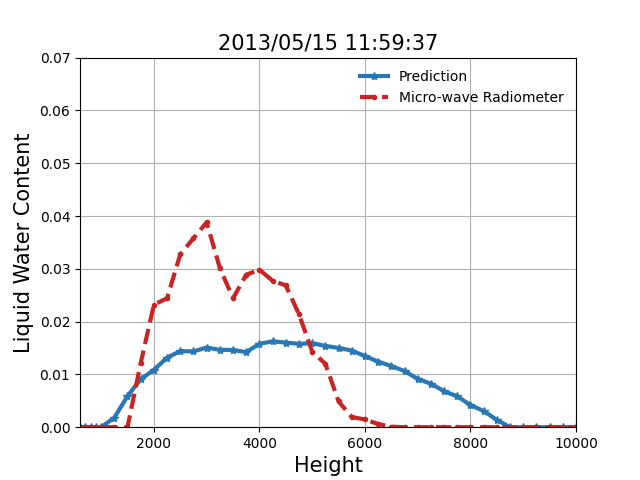 2013/05/15 11:59:37
0.07
0.06
0.05
0.04
0.03
0.02
0.01
0.00
Liquid Water Content
Prediction
Micro-wave Radiometer
2000 4000 6000 8000 10000
Height